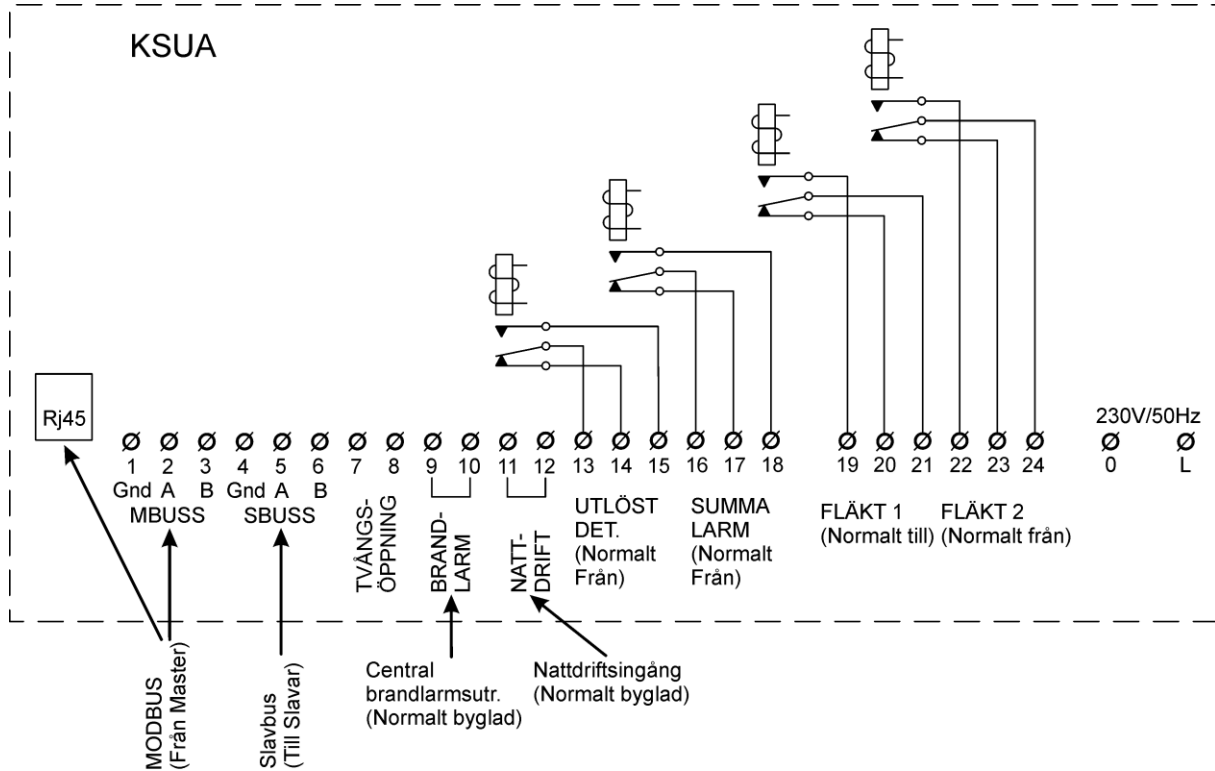 KSUA
Rj45
230V/50Hz
1 2 3 4 5 6 7 8 9 10 11 12 13 14 15 16 17 18 19 20 21 22 23 24 0 L
Gnd A B Gnd A B
MBUSS SBUSS
TVÅNGS-
ÖPPNING
BRAND-
LARM
NATT-
DRIFT
UTLÖST
DET.
(Normalt
Från)
SUMMA
LARM
(Normalt
Från)
FLÄKT 1
(Normalt till)
FLÄKT 2
(Normalt från)
MODBUS
(Från Master)
Slavbus
(Till Slavar)
Central
brandlarmsutr.
(Normalt byglad)
Nattdriftsingång
(Normalt byglad)